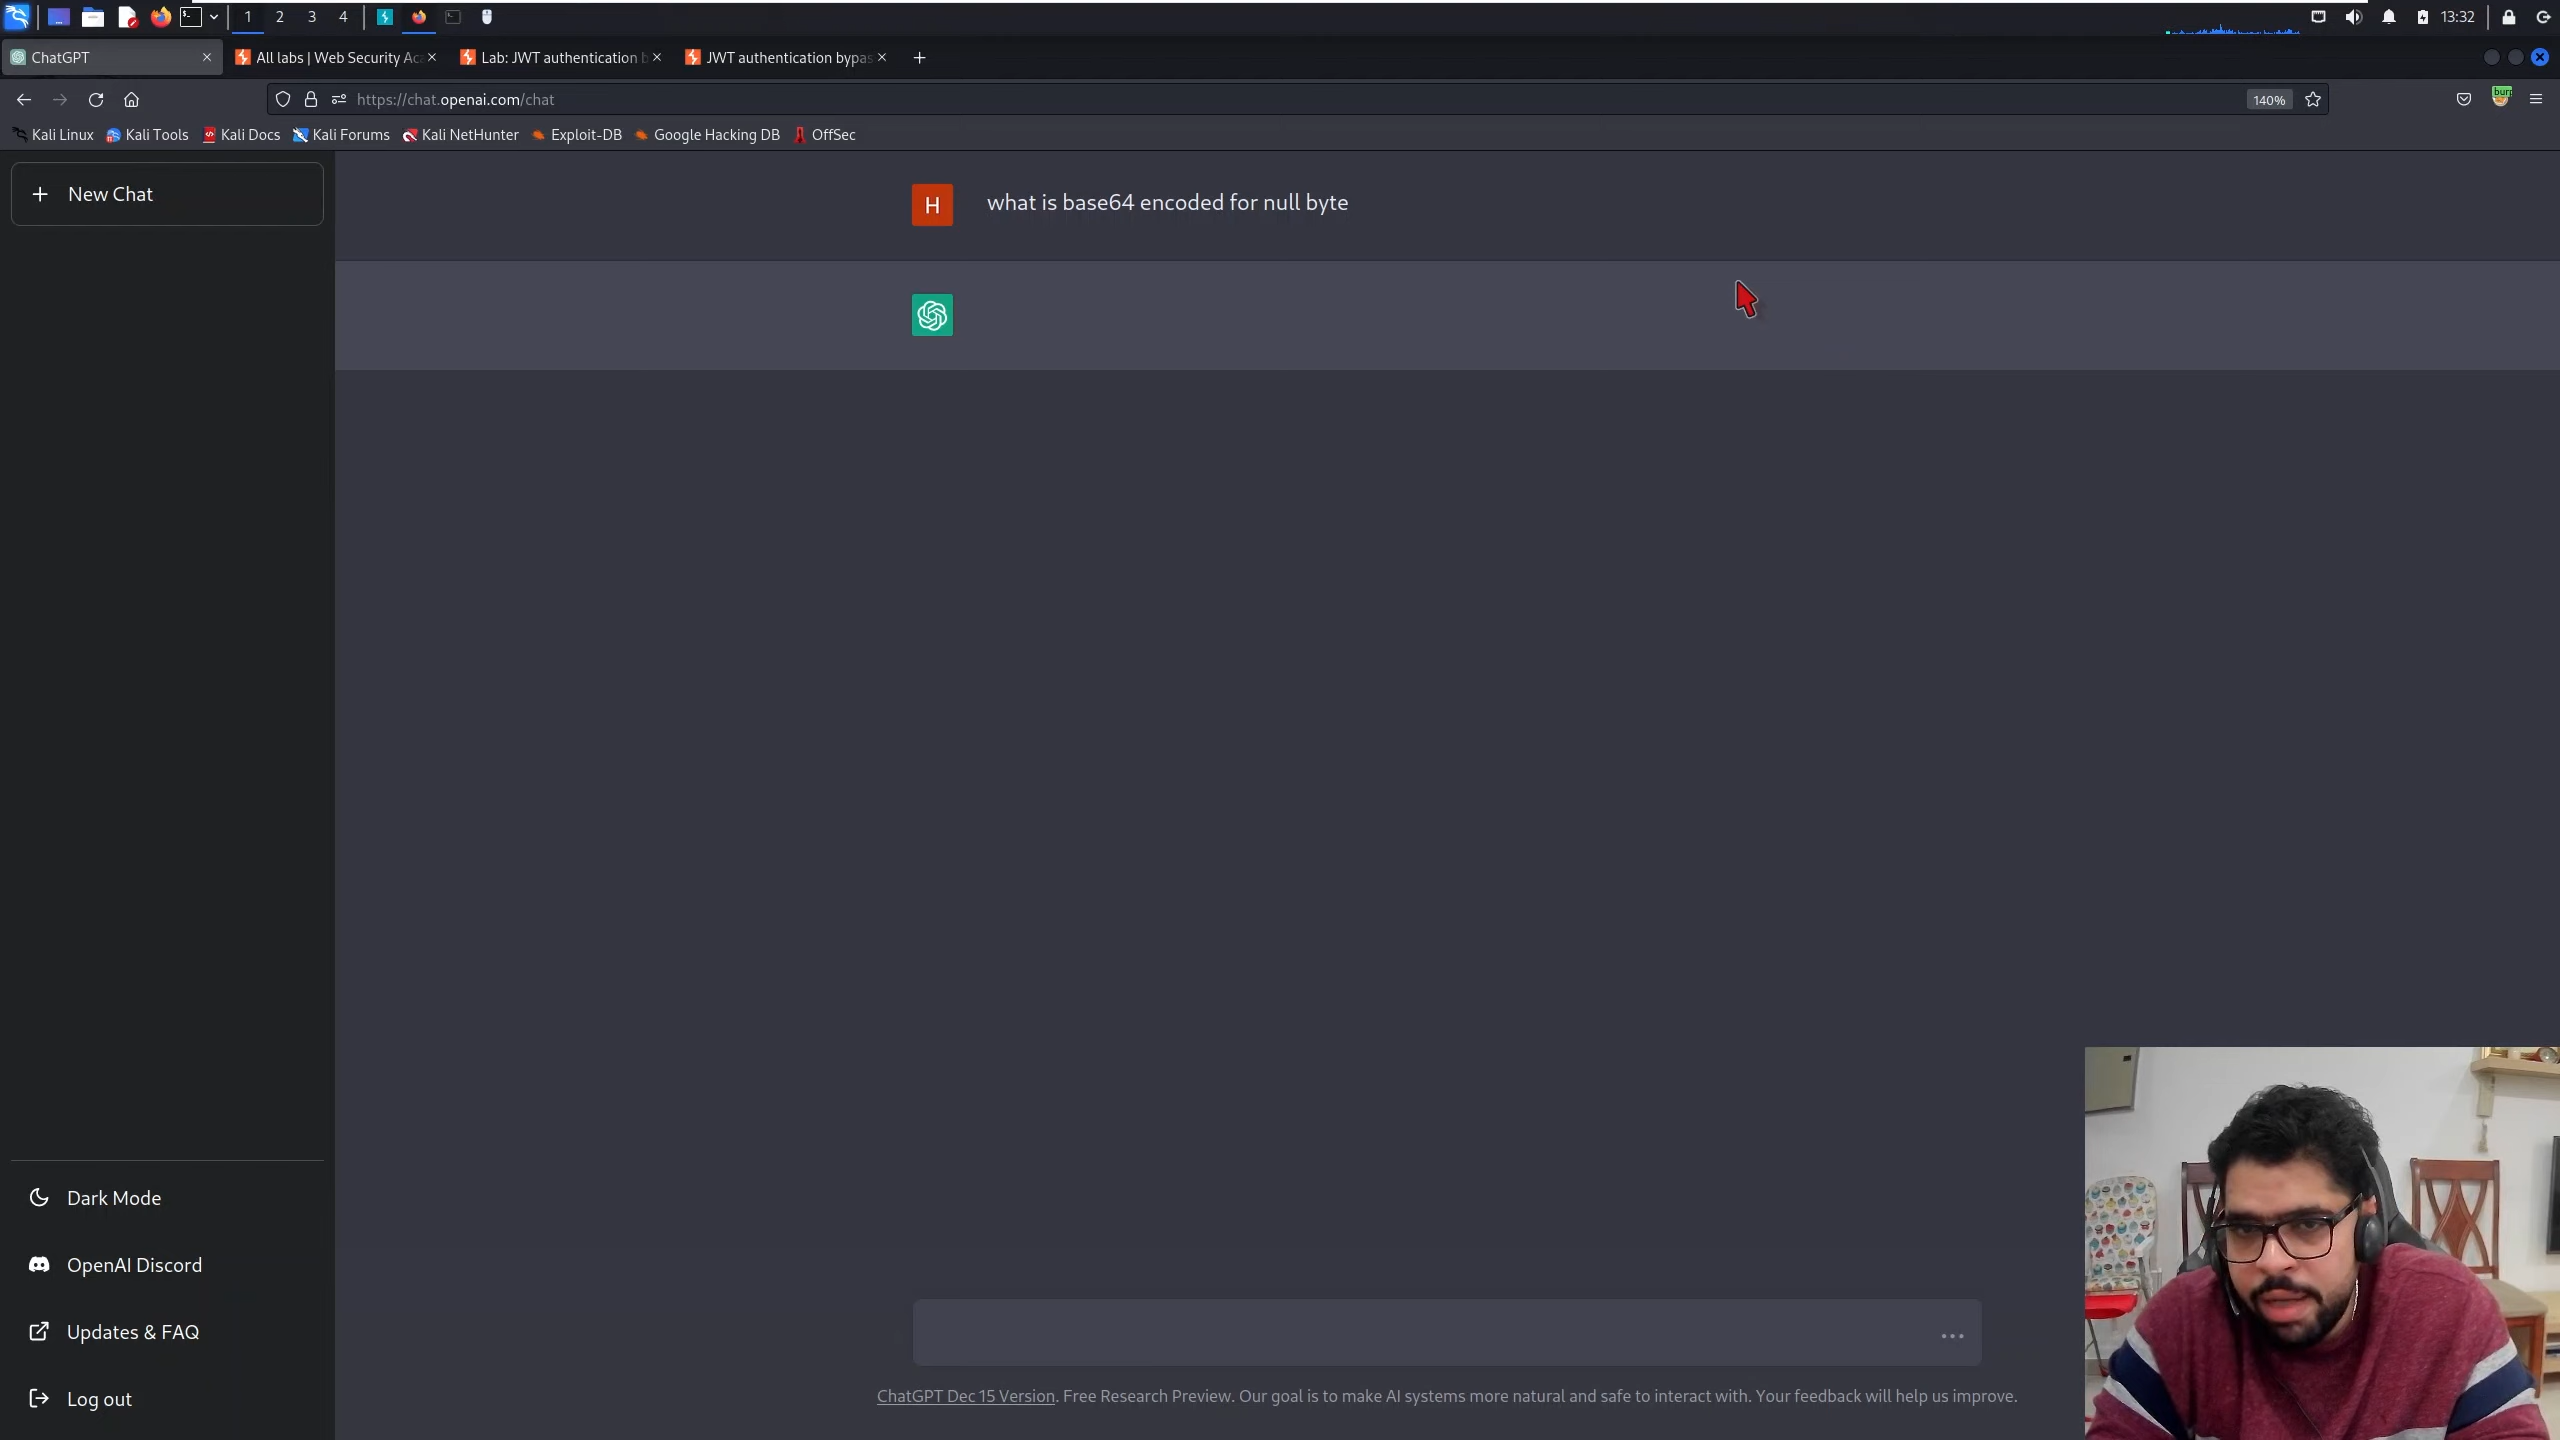 1 2 3 4 13:32
ChatGPT All labs | Web Security Aca Lab: JWT authentication b JWT authentication bypas
https://chat.openai.com/chat 140% burp
Kali Linux Kali Tools Kali Docs Kali Forums Kali NetHunter Exploit-DB Google Hacking DB OffSec
New Chat
H what is base64 encoded for null byte
Dark Mode
OpenAI Discord
Updates & FAQ
Log out
ChatGPT Dec 15 Version. Free Research Preview. Our goal is to make AI systems more natural and safe to interact with. Your feedback will help us improve.